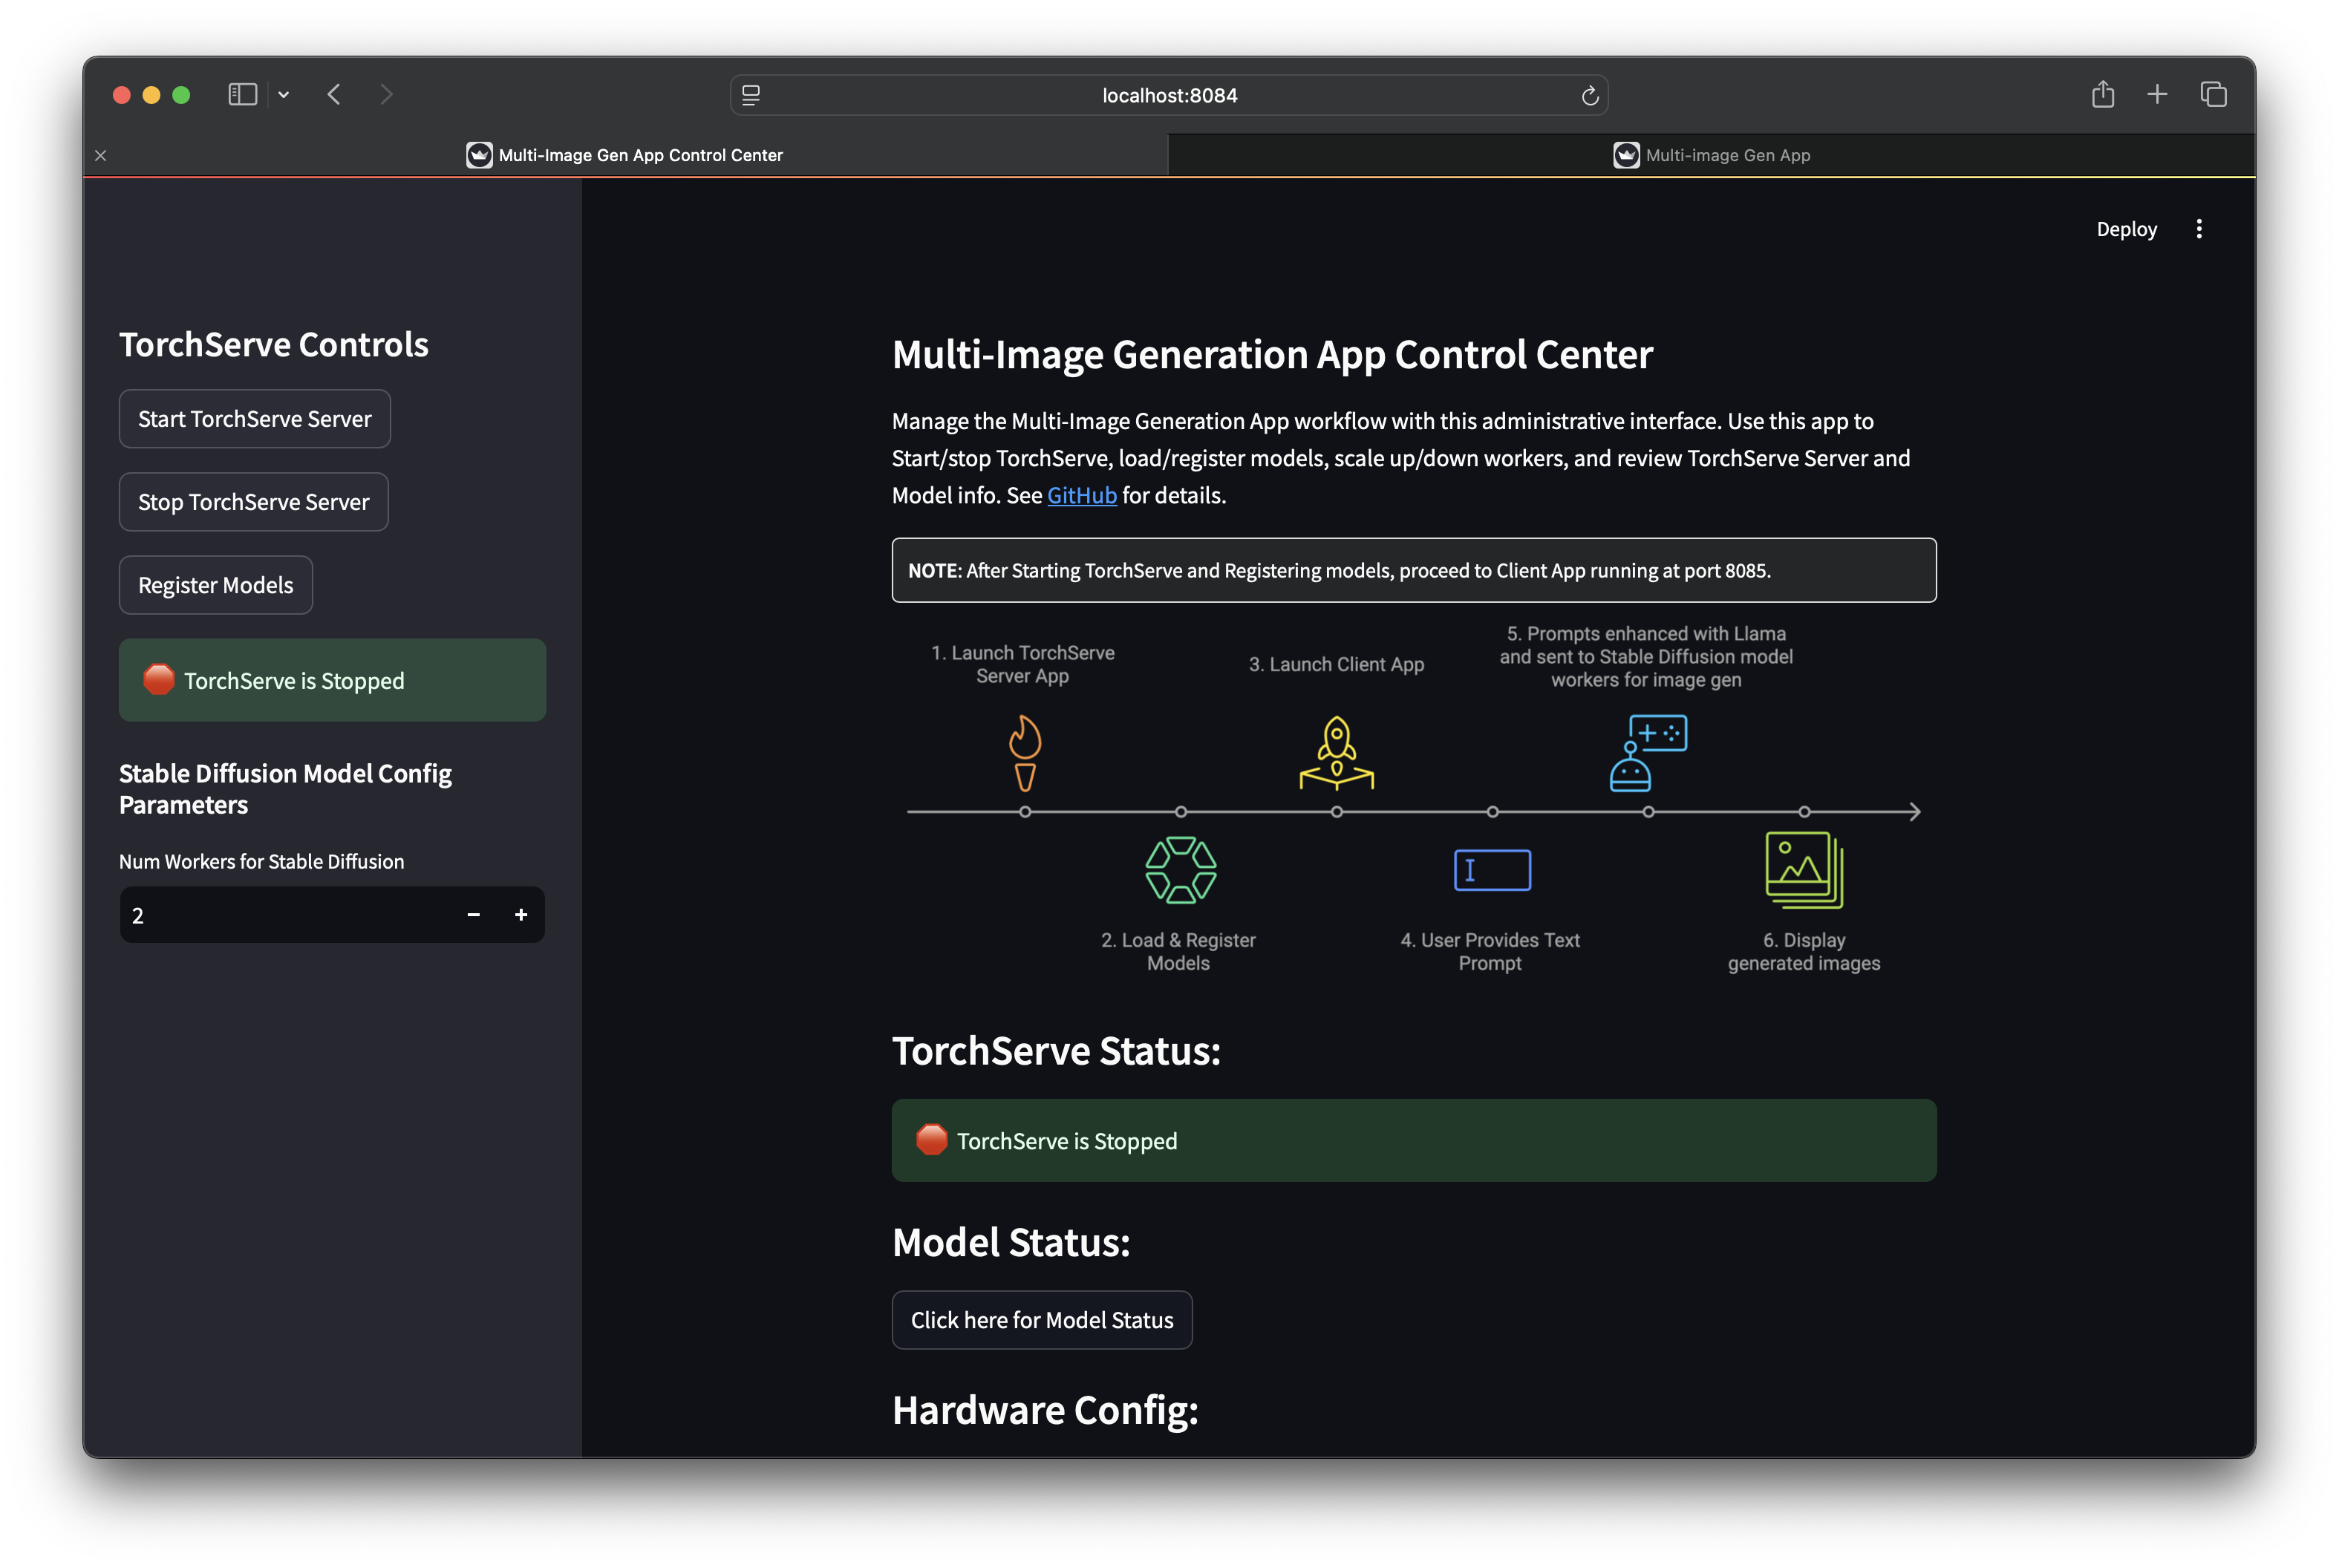 localhost:8084
Multi-Image Gen App Control Center
Multi-image Gen App
Deploy
TorchServe Controls
Start TorchServe Server
Stop TorchServe Server
Register Models
TorchServe is Stopped
Stable Diffusion Model Config
Parameters
Num Workers for Stable Diffusion
2
Multi-Image Generation App Control Center
Manage the Multi-Image Generation App workflow with this administrative interface. Use this app to
Start/stop TorchServe, load/register models, scale up/down workers, and review TorchServe Server and
Model info. See GitHub for details.
NOTE: After Starting TorchServe and Registering models, proceed to Client App running at port 8085.
1. Launch TorchServe
Server App
3. Launch Client App
5. Prompts enhanced with Llama
and sent to Stable Diffusion model
workers for image gen
2. Load & Register
Models
4. User Provides Text
Prompt
6. Display
generated images
TorchServe Status:
TorchServe is Stopped
Model Status:
Click here for Model Status
Hardware Config: